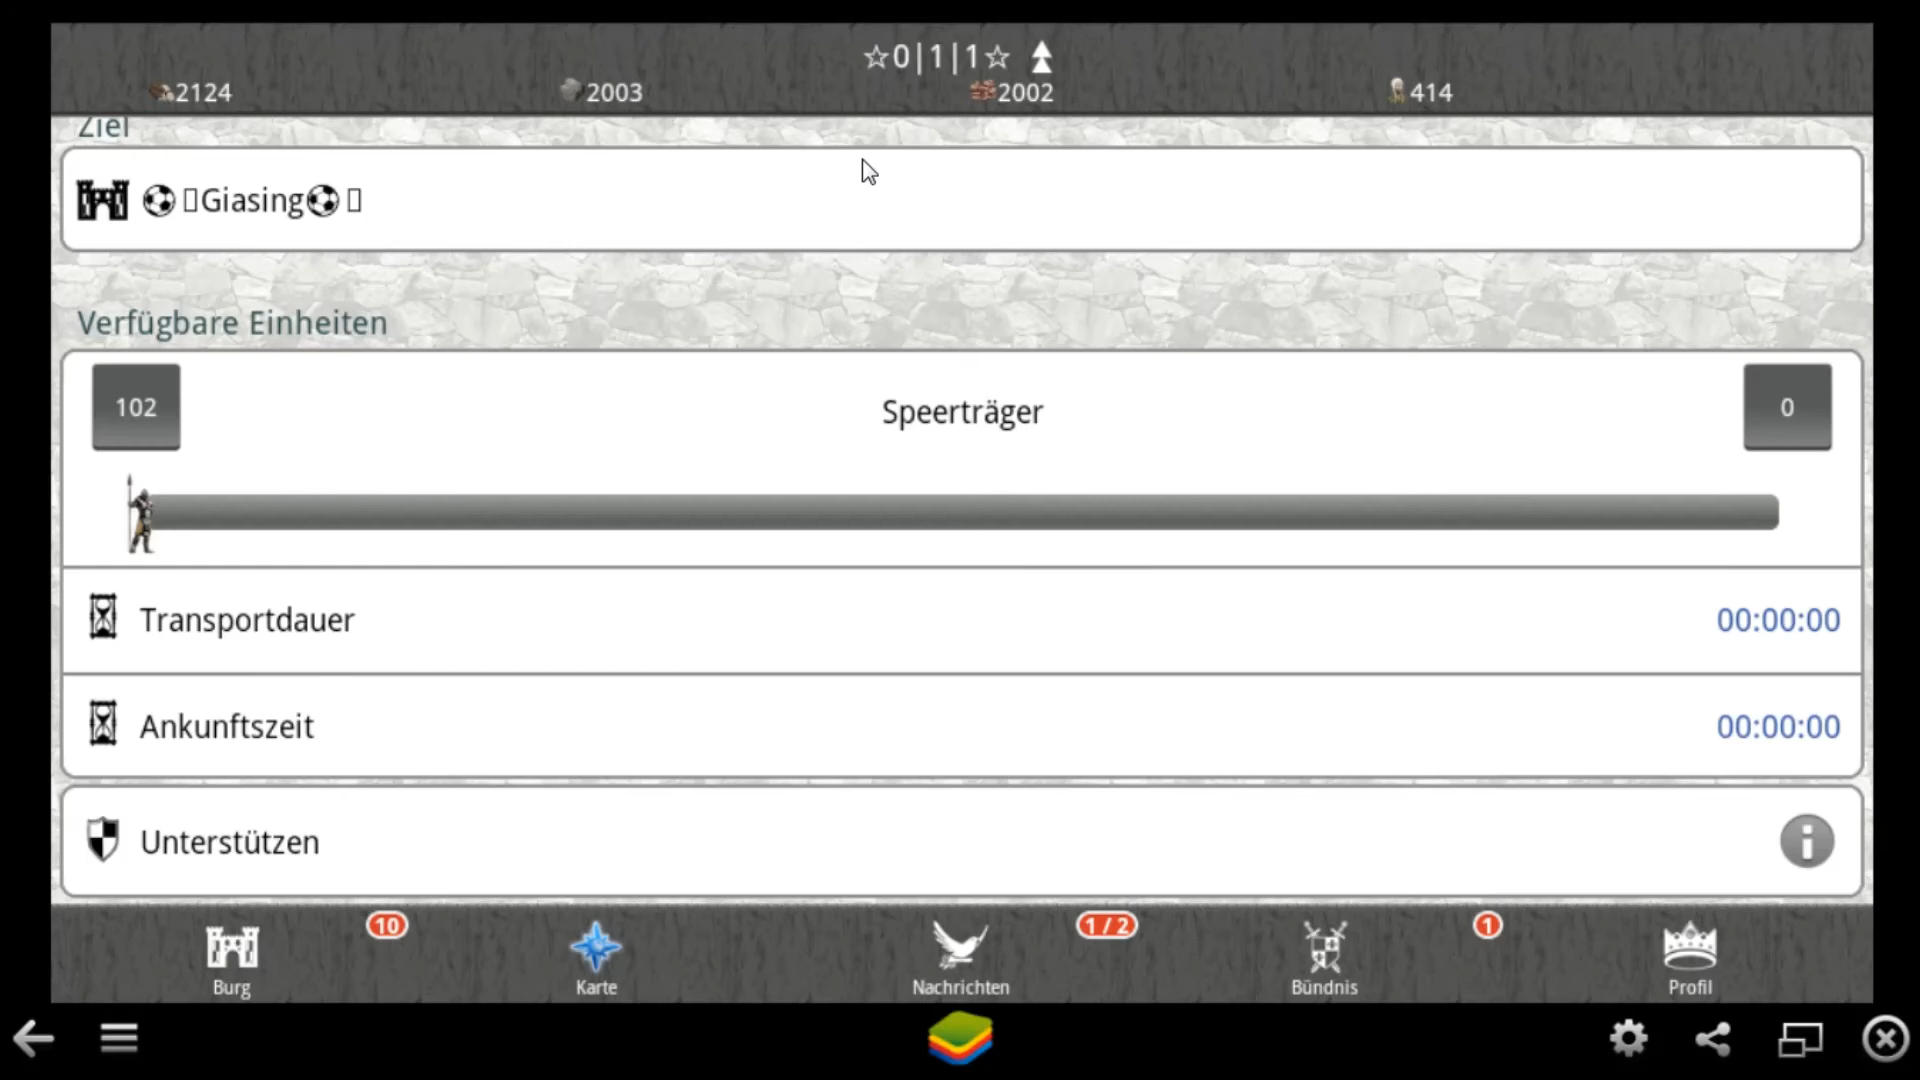 ☆0|1|1☆
2124
2003
2002
414
Ziel
⚽ Giasing⚽
Verfügbare Einheiten
102
Speerträger
0
Transportdauer
00:00:00
Ankunftszeit
00:00:00
Unterstützen
10
1 / 2
1
Burg
Karte
Nachrichten
Bündnis
Profil